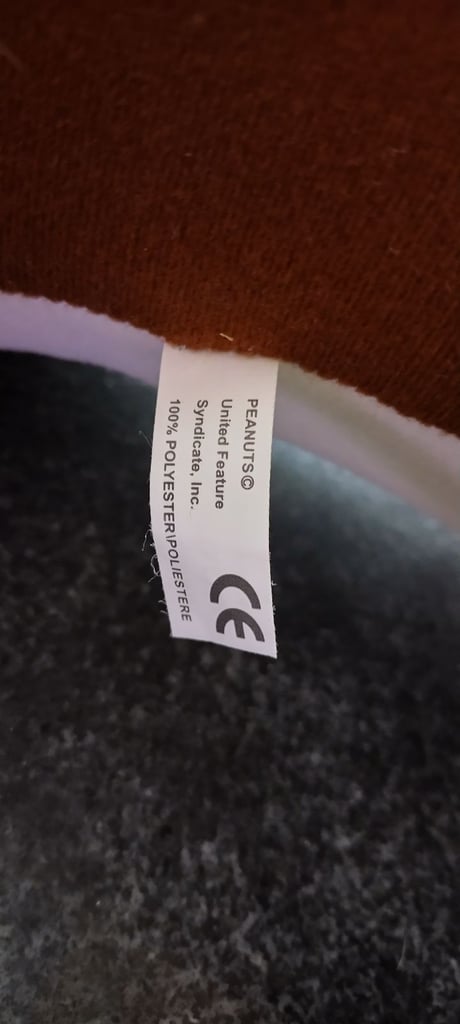 PEANUTS©
United Feature
Syndicate, Inc.
100% POLYESTER\POLIESTERE
CE